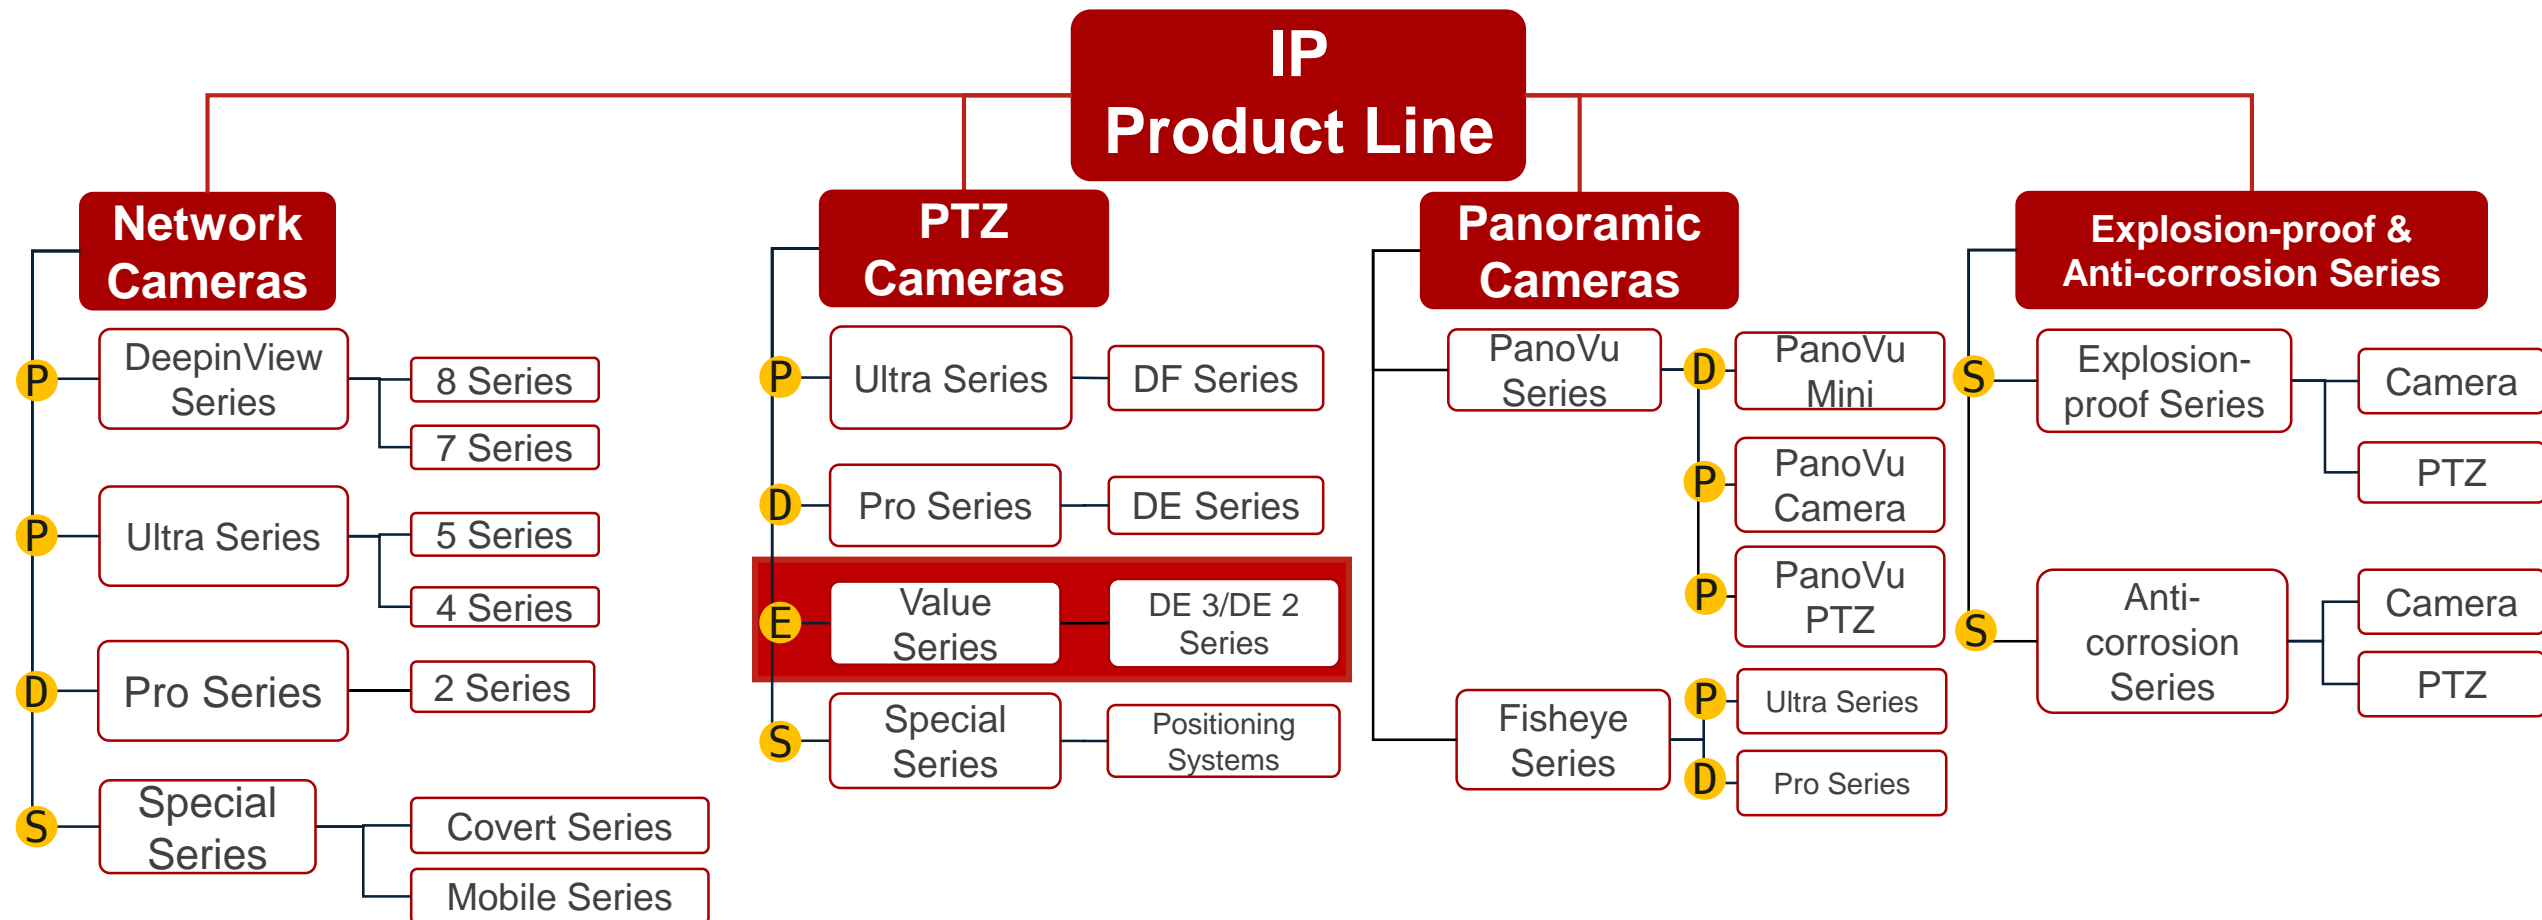 IP
Product Line
Network
Cameras
P
DeepinView
Series
8 Series
7 Series
P
Ultra Series
5 Series
4 Series
D
Pro Series
2 Series
S
Special
Series
Covert Series
Mobile Series
PTZ
Cameras
P
Ultra Series
DF Series
D
Pro Series
DE Series
E
Value
Series
DE 3/DE 2
Series
S
Special
Series
Positioning
Systems
Panoramic
Cameras
PanoVu
Series
D
PanoVu
Mini
P
PanoVu
Camera
P
PanoVu
PTZ
Fisheye
Series
P
Ultra Series
D
Pro Series
Explosion-proof &
Anti-corrosion Series
S
Explosion-
proof Series
Camera
PTZ
S
Anti-
corrosion
Series
Camera
PTZ